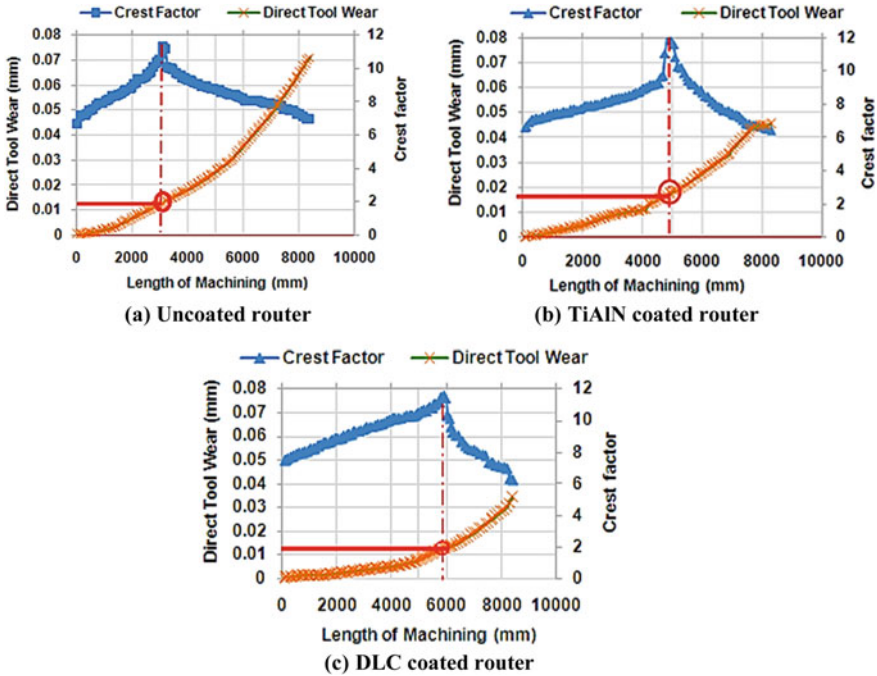 Crest Factor Direct Tool Wear
Direct Tool Wear (mm)
0.08
0.07
0.06
0.05
0.04
0.03
0.02
0.01
0
12
10
8
6
4
2
0
Crest factor
0 2000 4000 6000 8000 10000
Length of Machining (mm)
(a) Uncoated router
Crest Factor Direct Tool Wear
Direct Tool Wear (mm)
0.08
0.07
0.06
0.05
0.04
0.03
0.02
0.01
0
12
10
8
6
4
2
0
Crest factor
0 2000 4000 6000 8000 10000
Length of Machining (mm)
(b) TiAlN coated router
Crest Factor Direct Tool Wear
Direct Tool Wear (mm)
0.08
0.07
0.06
0.05
0.04
0.03
0.02
0.01
0
12
10
8
6
4
2
0
Crest factor
0 2000 4000 6000 8000 10000
Length of Machining (mm)
(c) DLC coated router